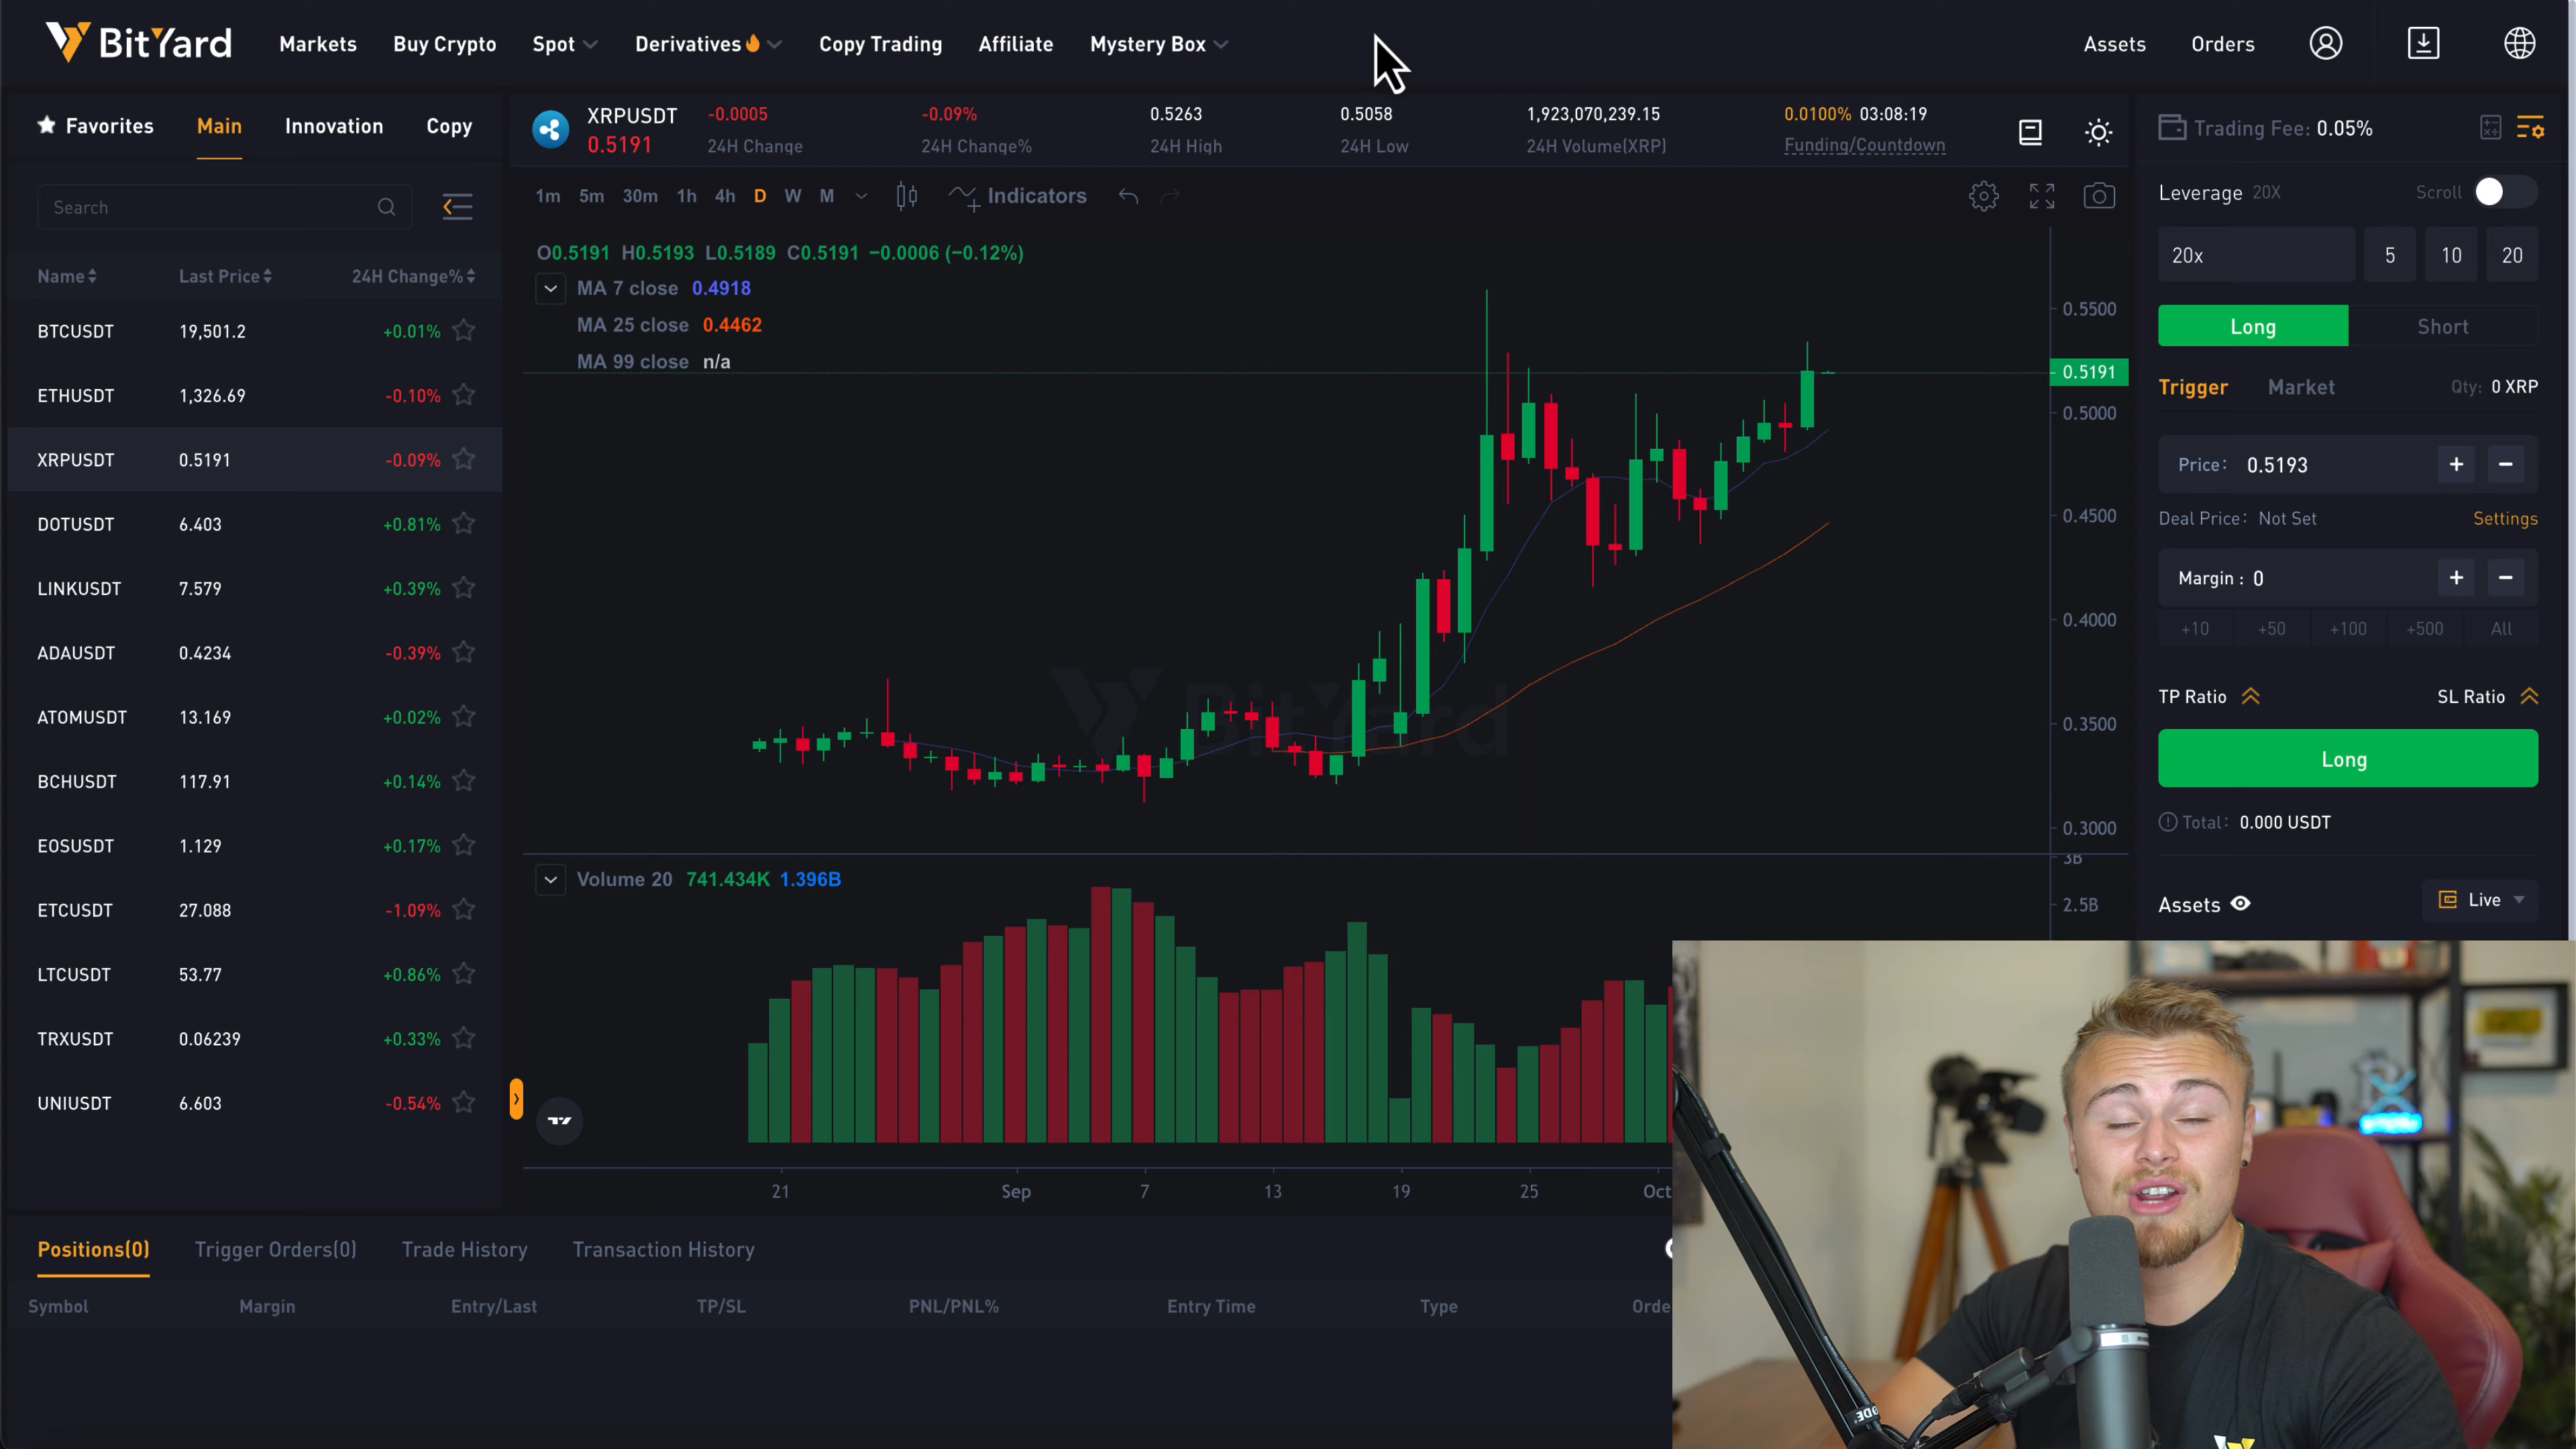 BitYard
Markets
Buy Crypto
Spot
Derivatives
Copy Trading
Affiliate
Mystery Box
Assets
Orders
Favorites
Main
Innovation
Copy
Search
Name
Last Price
24H Change%
BTCUSDT 19,501.2 +0.01%
ETHUSDT 1,326.69 -0.10%
XRPUSDT 0.5191 -0.09%
DOTUSDT 6.403 +0.81%
LINKUSDT 7.579 +0.39%
ADAUSDT 0.4234 -0.39%
ATOMUSDT 13.169 +0.02%
BCHUSDT 117.91 +0.14%
EOSUSDT 1.129 +0.17%
ETCUSDT 27.088 -1.09%
LTCUSDT 53.77 +0.86%
TRXUSDT 0.06239 +0.33%
UNIUSDT 6.603 -0.54%
XRPUSDT
0.5191
-0.0005
24H Change
-0.09%
24H Change%
0.5263
24H High
0.5058
24H Low
1,923,070,239.15
24H Volume(XRP)
0.0100% 03:08:19
Funding/Countdown
1m 5m 30m 1h 4h D W M
Indicators
O0.5191 H0.5193 L0.5189 C0.5191 −0.0006 (−0.12%)
MA 7 close 0.4918
MA 25 close 0.4462
MA 99 close n/a
0.5500
0.5191
0.5000
0.4500
0.4000
0.3500
0.3000
BitYard
Volume 20 741.434K 1.396B
3B
2.5B
21 Sep 7 13 19 25 Oct
Trading Fee: 0.05%
Leverage 20X
Scroll
20x 5 10 20
Long Short
Trigger Market
Qty: 0 XRP
Price: 0.5193 + −
Deal Price: Not Set
Settings
Margin : 0 + −
+10 +50 +100 +500 All
TP Ratio
SL Ratio
Long
Total: 0.000 USDT
Assets
Live
Positions(0)
Trigger Orders(0)
Trade History
Transaction History
Symbol
Margin
Entry/Last
TP/SL
PNL/PNL%
Entry Time
Type
Orde